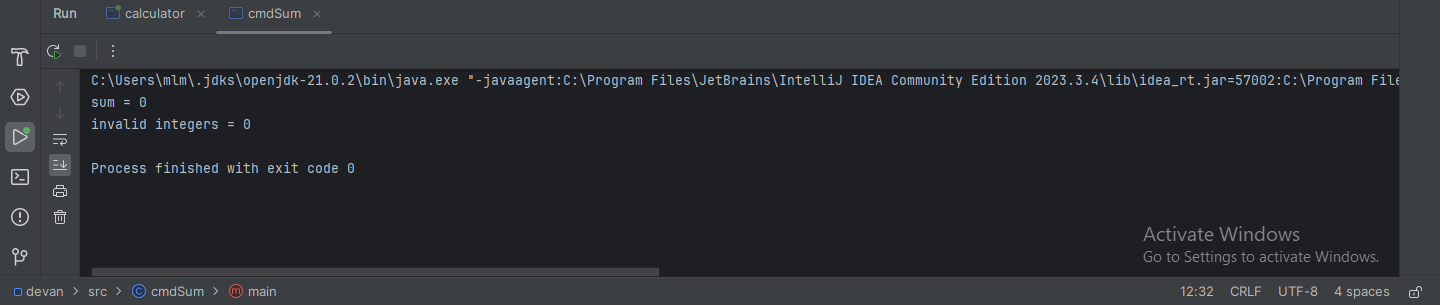 Run calculator cmdSum
C:\Users\mlm\.jdks\openjdk-21.0.2\bin\java.exe "-javaagent:C:\Program Files\JetBrains\IntelliJ IDEA Community Edition 2023.3.4\lib\idea_rt.jar=57002:C:\Program File
sum = 0
invalid integers = 0
Process finished with exit code 0
Activate Windows
Go to Settings to activate Windows.
devan > src > cmdSum > main 12:32 CRLF UTF-8 4 spaces